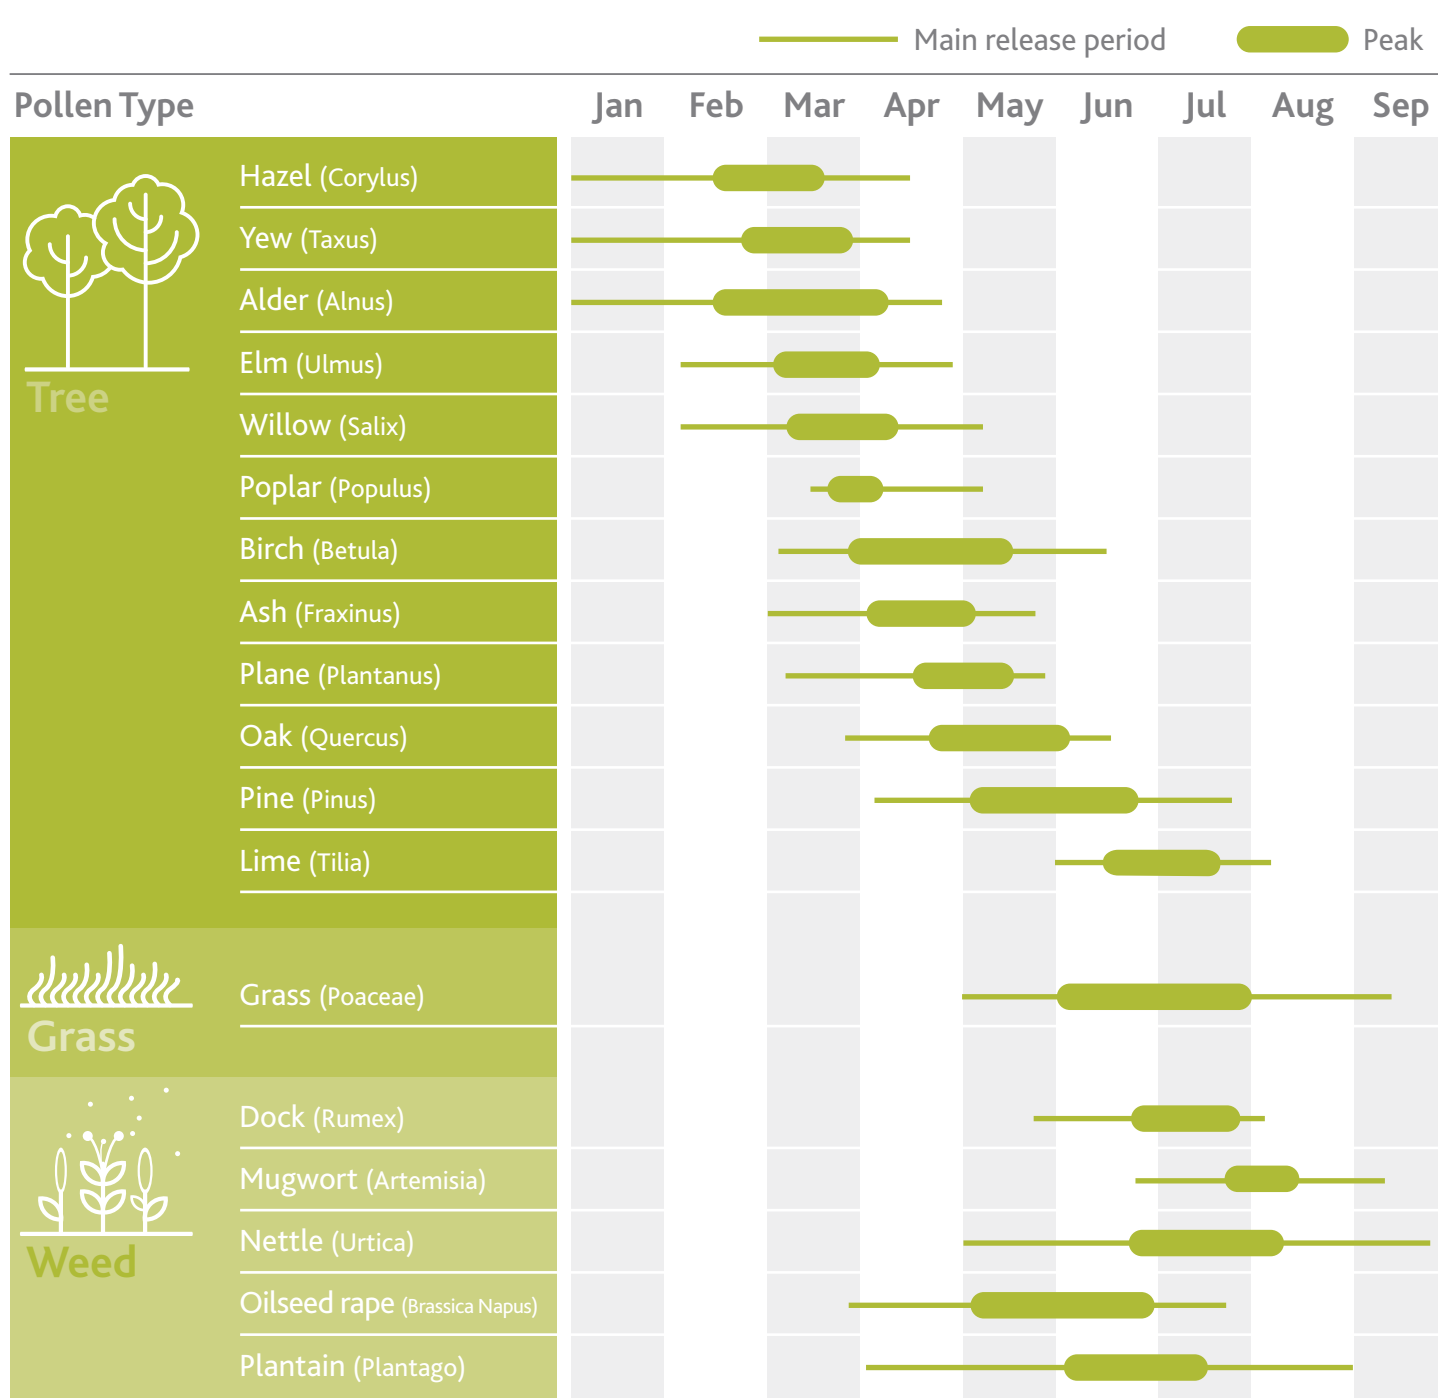 Main release period Peak
Pollen Type Jan Feb Mar Apr May Jun Jul Aug Sep
Hazel (Corylus)
Yew (Taxus)
Alder (Alnus)
Elm (Ulmus)
Tree
Willow (Salix)
Poplar (Populus)
Birch (Betula)
Ash (Fraxinus)
Plane (Plantanus)
Oak (Quercus)
Pine (Pinus)
Lime (Tilia)
Grass (Poaceae)
Grass
Dock (Rumex)
Mugwort (Artemisia)
Nettle (Urtica)
Weed
Oilseed rape (Brassica Napus)
Plantain (Plantago)